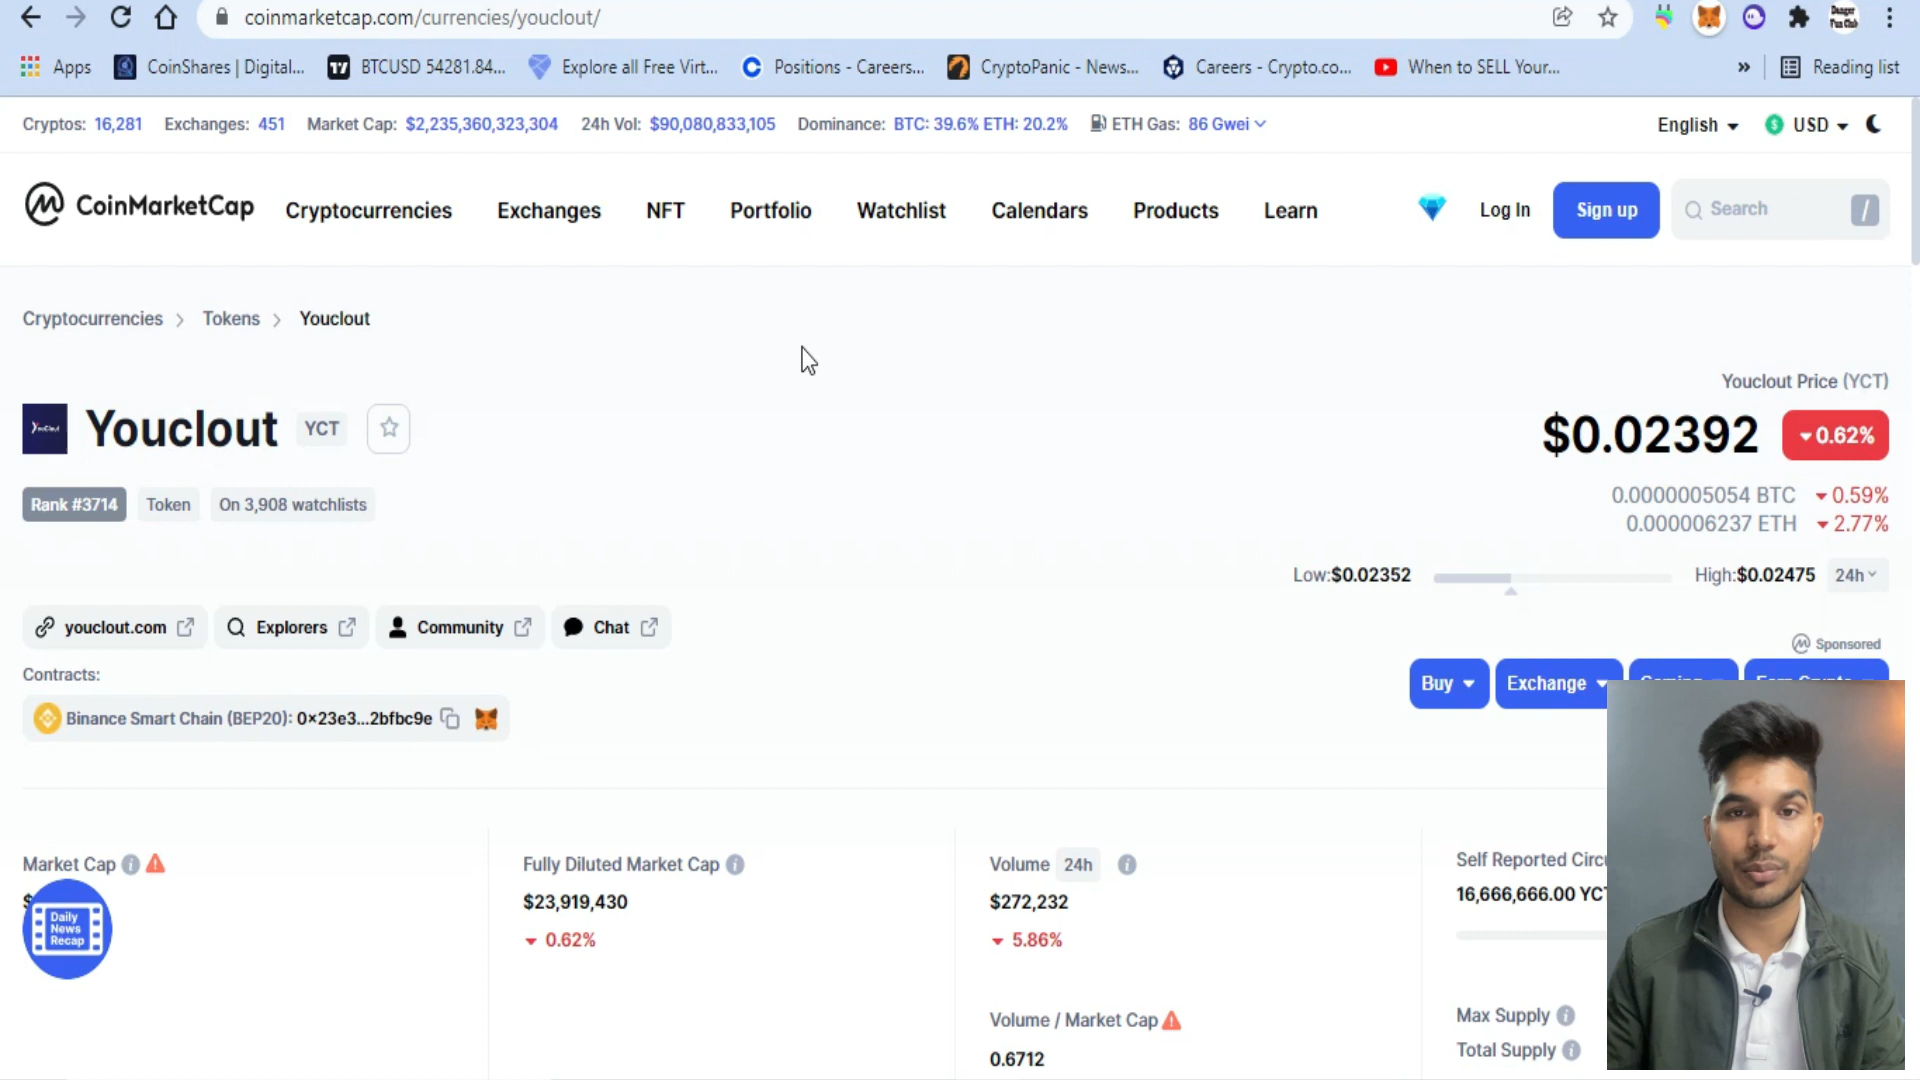 coinmarketcap.com/currencies/youclout/
Apps CoinShares | Digital... BTCUSD 54281.84... Explore all Free Virt... Positions - Careers... CryptoPanic - News... Careers - Crypto.co... When to SELL Your... » Reading list
Cryptos: 16,281 Exchanges: 451 Market Cap: $2,235,360,323,304 24h Vol: $90,080,833,105 Dominance: BTC: 39.6% ETH: 20.2% ETH Gas: 86 Gwei English USD
CoinMarketCap Cryptocurrencies Exchanges NFT Portfolio Watchlist Calendars Products Learn Log In Sign up Search /
Cryptocurrencies > Tokens > Youclout
Youclout Price (YCT)
Youclout YCT $0.02392 0.62%
Rank #3714 Token On 3,908 watchlists 0.0000005054 BTC 0.59%
0.000006237 ETH 2.77%
Low:$0.02352 High:$0.02475 24h
youclout.com Explorers Community Chat Sponsored
Contracts:
Buy Exchange
Binance Smart Chain (BEP20): 0x23e3...2bfbc9e
Market Cap Fully Diluted Market Cap Volume 24h Self Reported Circu
$ $23,919,430 $272,232 16,666,666.00 YCT
Daily
News
Recap
0.62% 5.86%
Volume / Market Cap Max Supply
0.6712 Total Supply